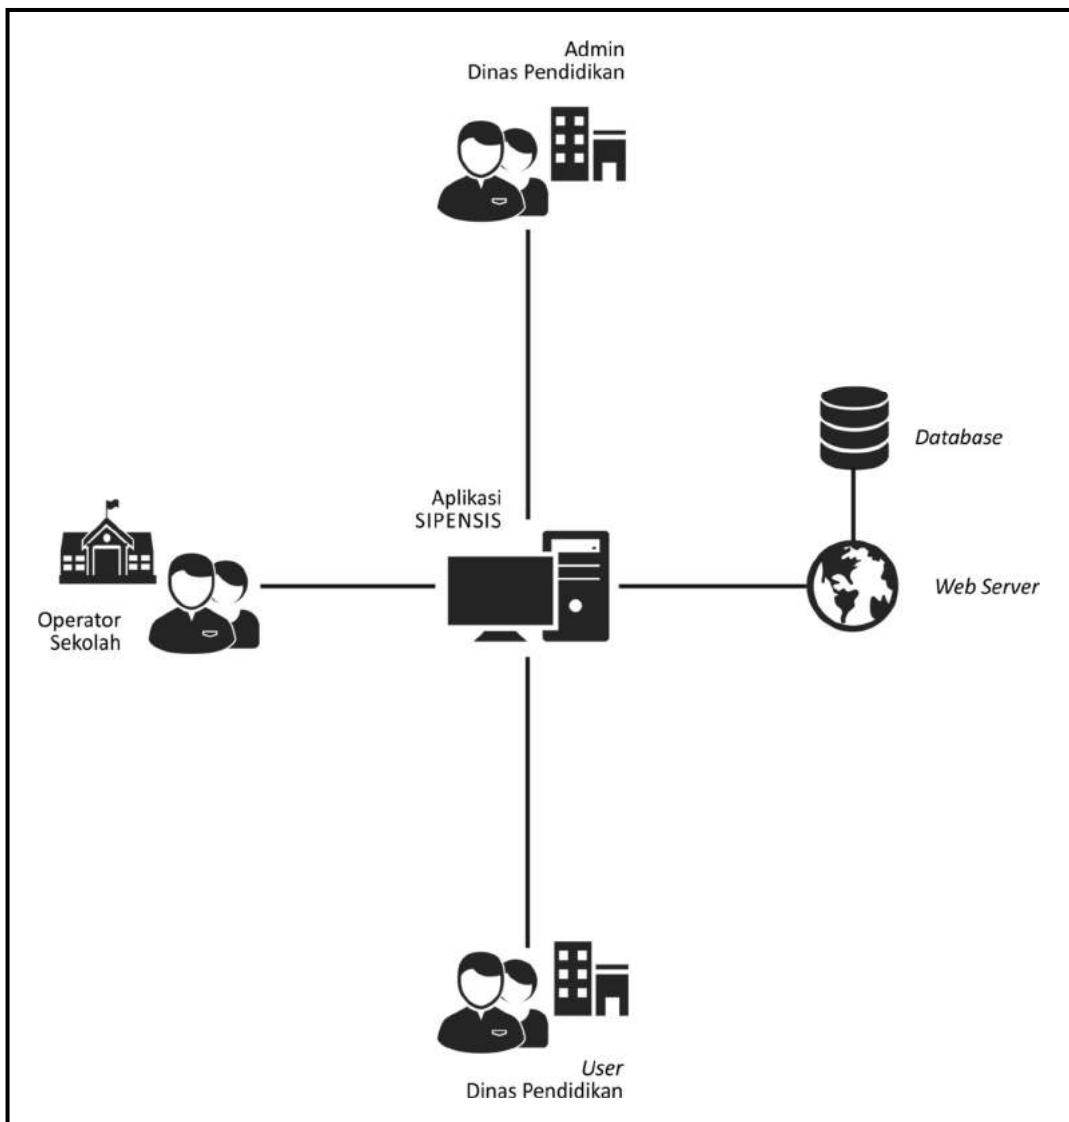 Admin
Dinas Pendidikan
Database
Aplikasi
SIPENSIS
Web Server
Operator
Sekolah
User
Dinas Pendidikan